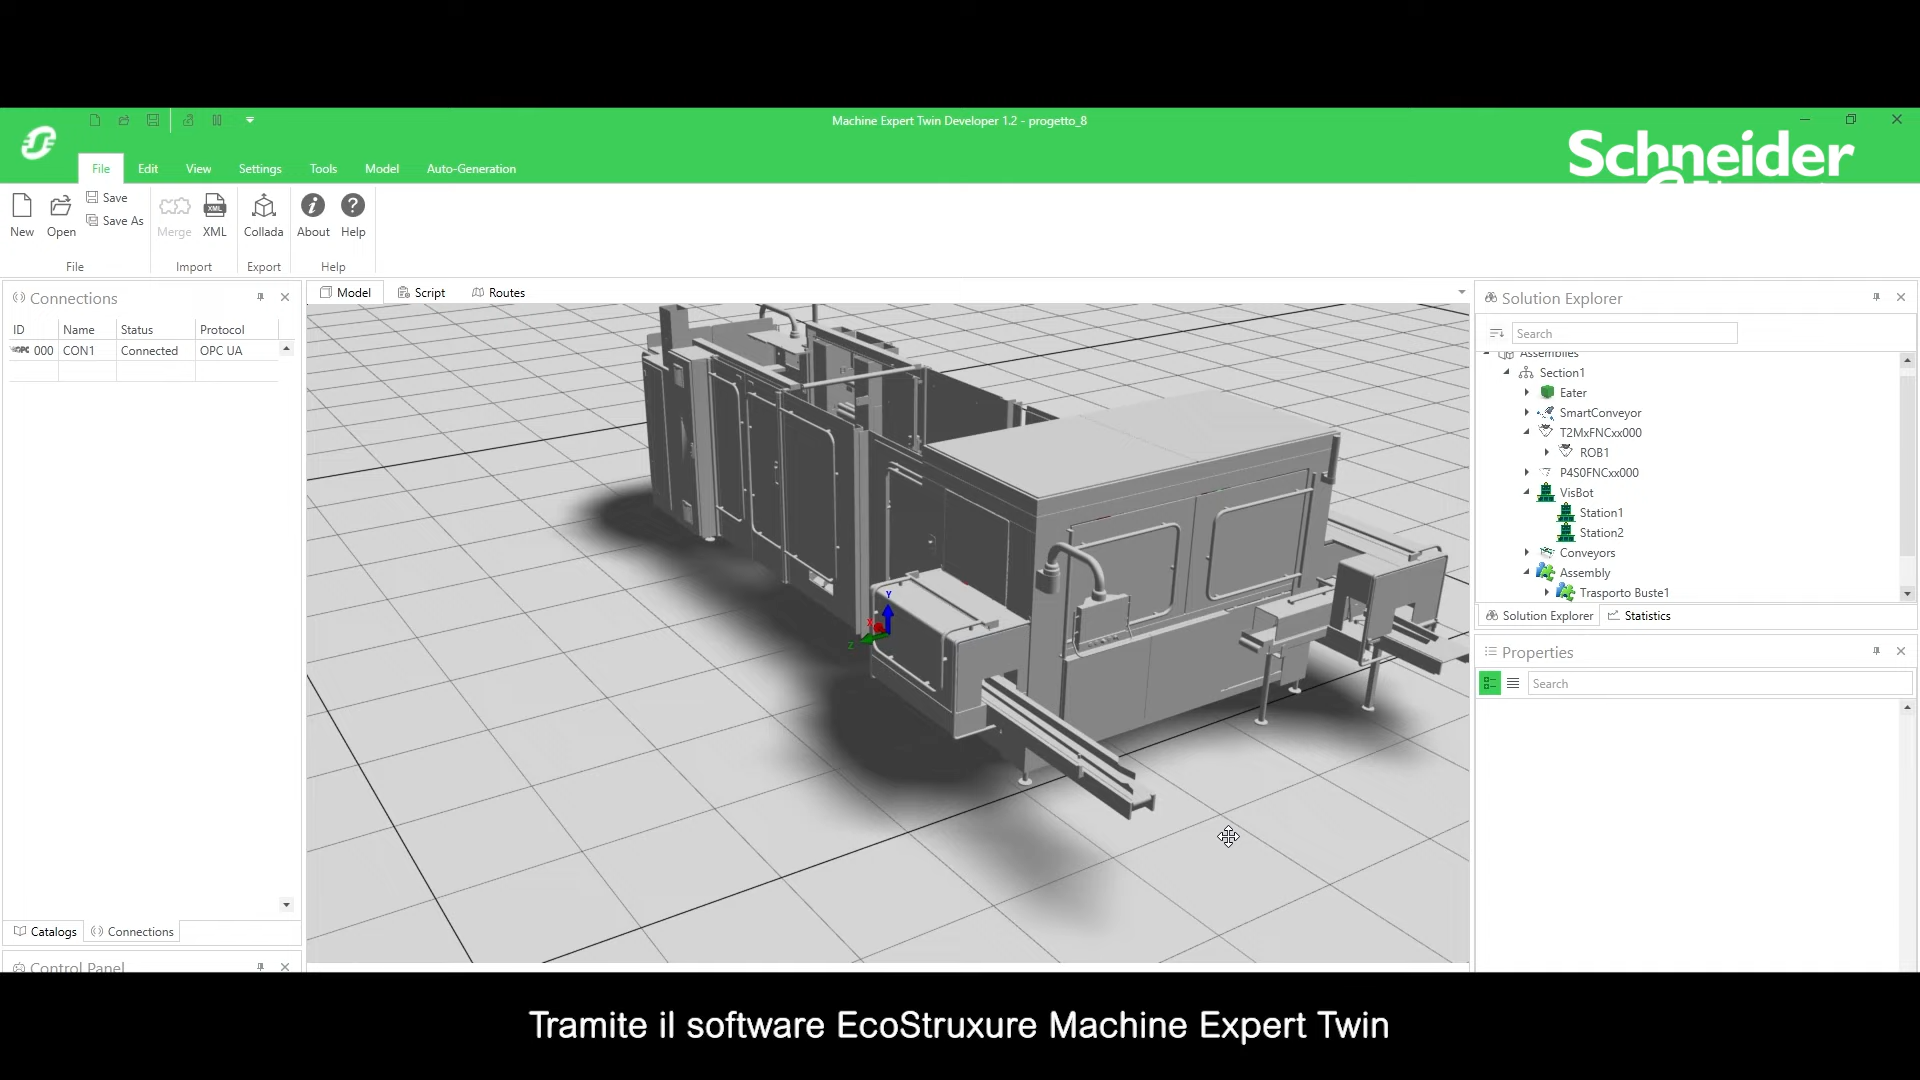 Machine Expert Twin Developer 1.2 - progetto_8
Schneider
File Edit View Settings Tools Model Auto-Generation
New Open Save Save As Merge XML Collada About Help
File Import Export Help
Connections
ID Name Status Protocol
OPC 000 CON1 Connected OPC UA
Catalogs Connections
Control Panel
Model Script Routes
Y
X
Z
Solution Explorer
Search
Assemblies
Section1
Eater
SmartConveyor
T2MxFNCxx000
ROB1
P4S0FNCxx000
VisBot
Station1
Station2
Conveyors
Assembly
Trasporto Buste1
Solution Explorer Statistics
Properties
Search
Tramite il software EcoStruxure Machine Expert Twin